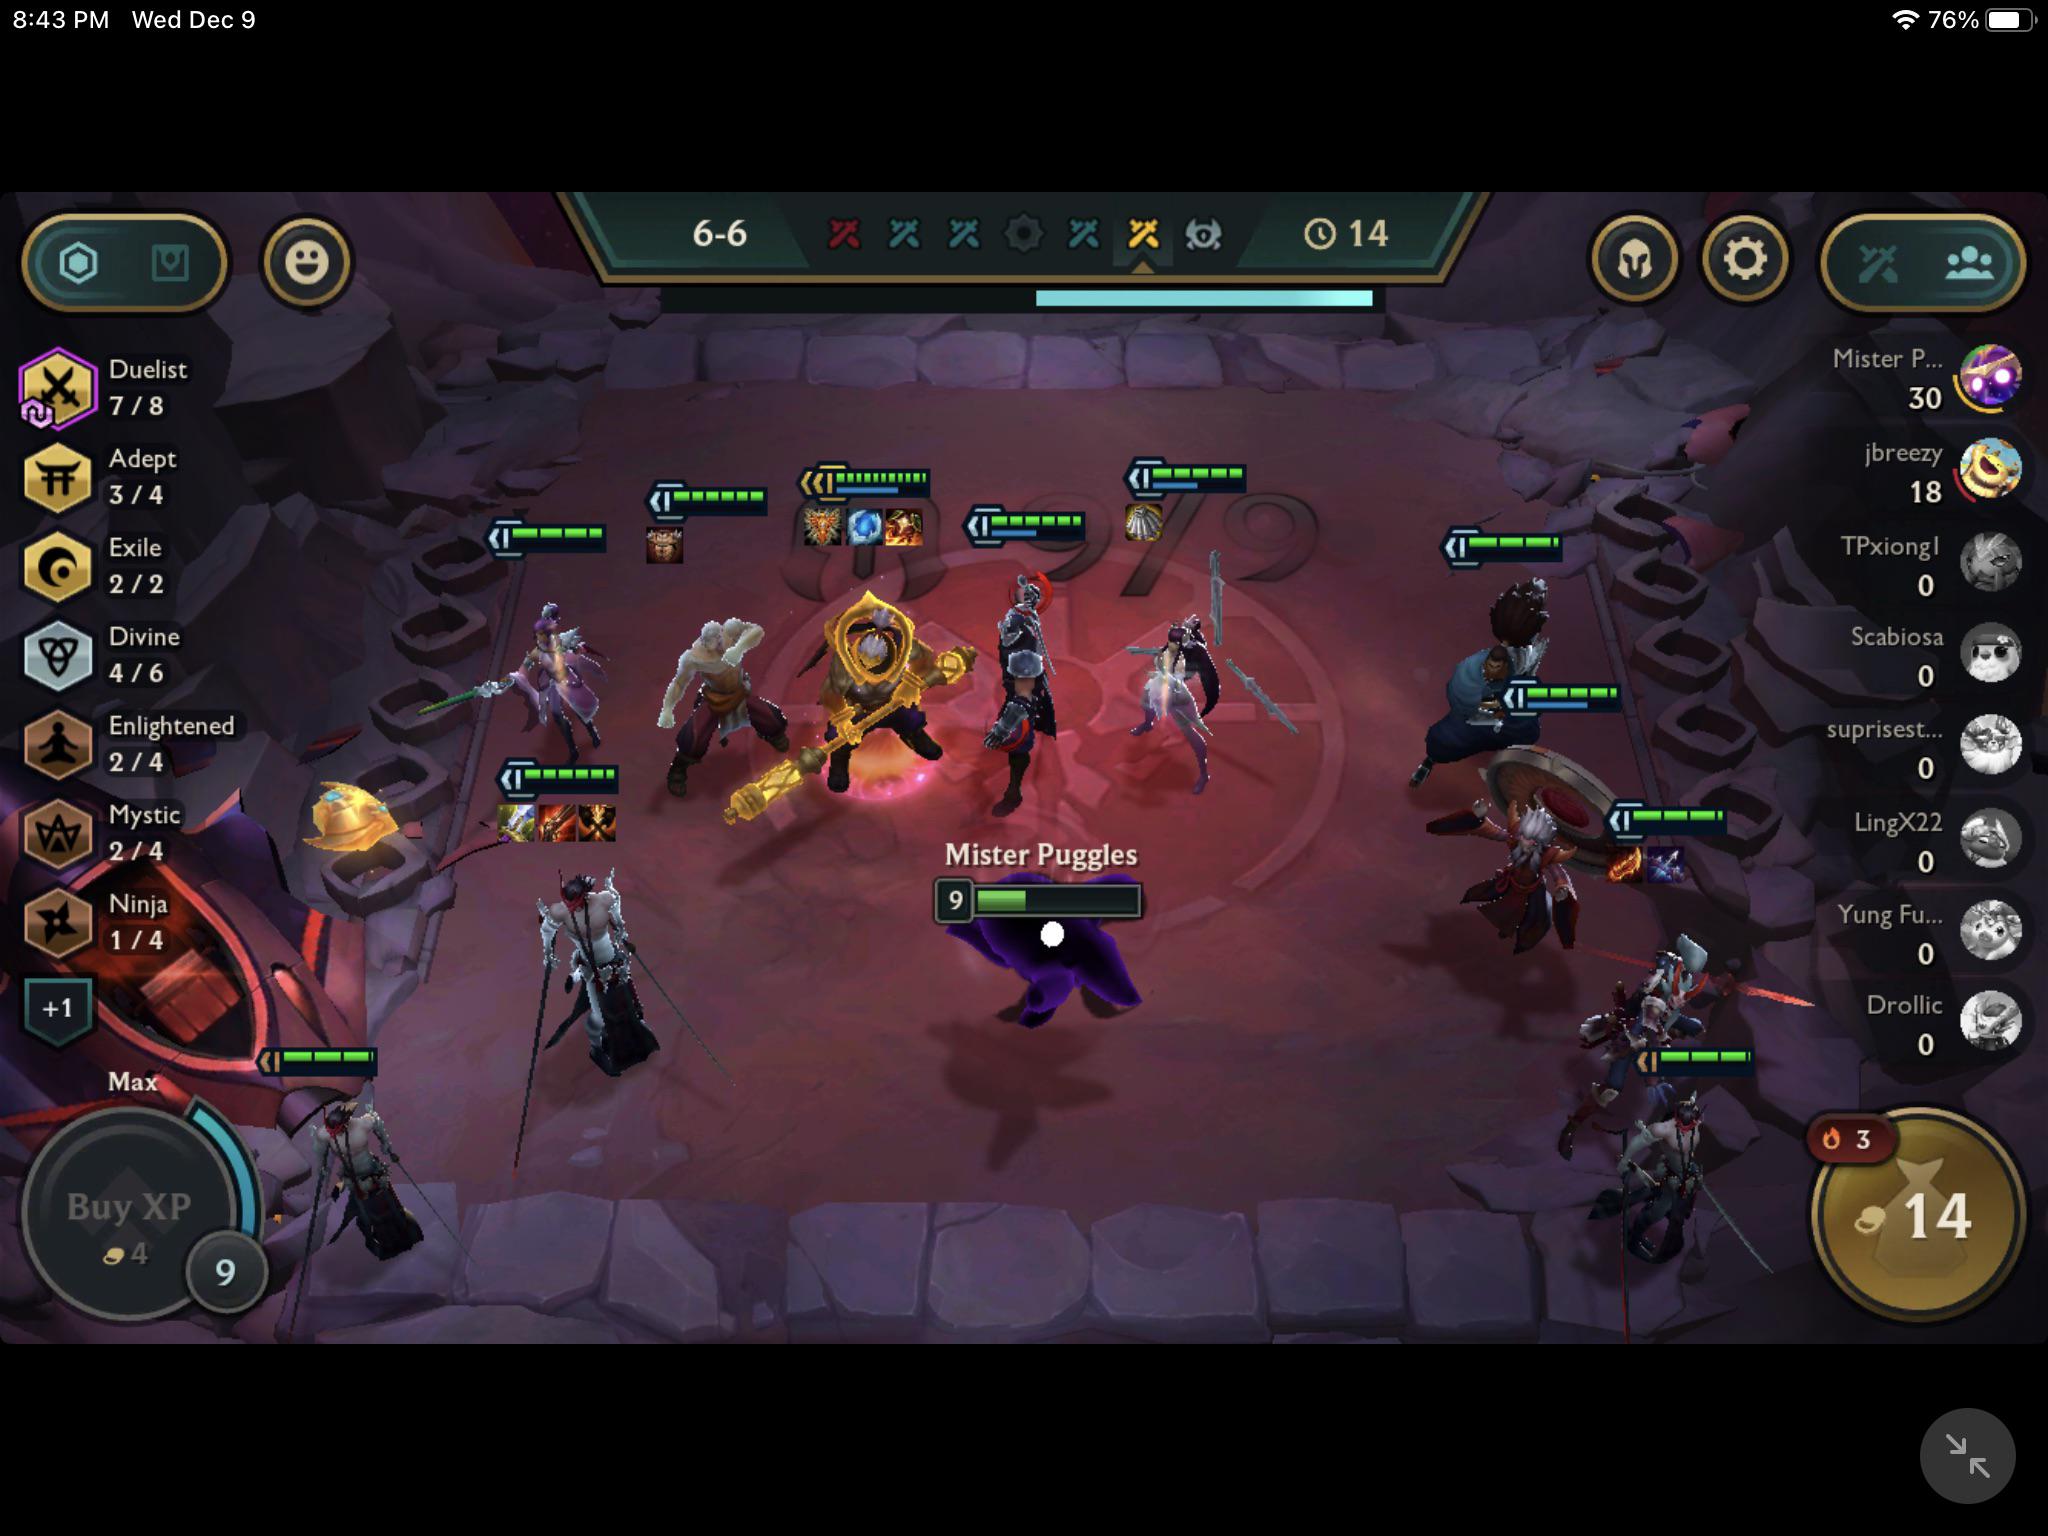 8:43 PM Wed Dec 9
76%
6-6
14
Duelist
7 / 8
Adept
3 / 4
Exile
2 / 2
Divine
4 / 6
Enlightened
2 / 4
Mystic
2 / 4
Ninja
1 / 4
+1
Max
Buy XP
4
9
9/9
Mister Puggles
9
Mister P...
30
jbreezy
18
TPxiong1
0
Scabiosa
0
suprisest...
0
LingX22
0
Yung Fu...
0
Drollic
0
3
14